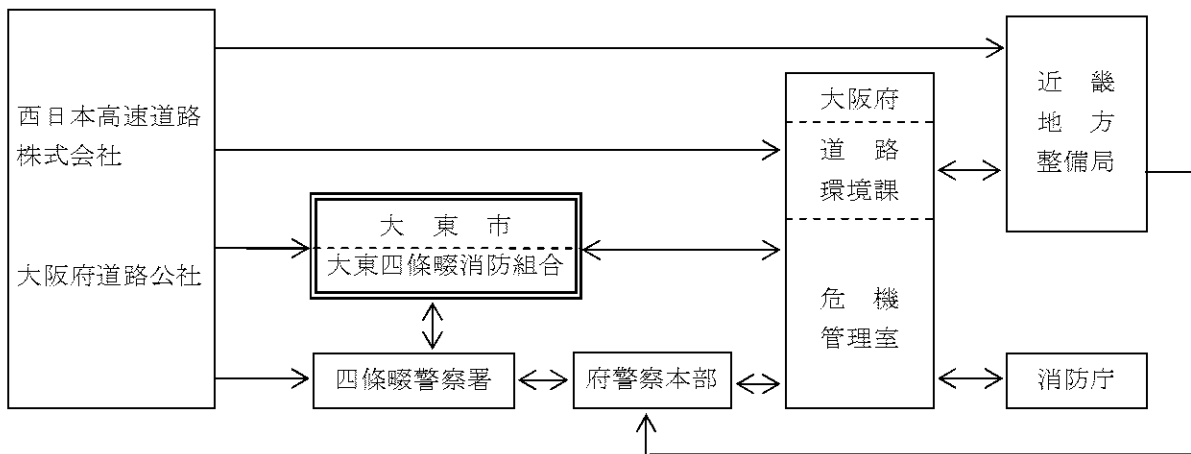 西日本高速道路
株式会社
大阪府道路公社
大東市
大東四條畷消防組合
四條畷警察署
府警察本部
大阪府
道路
環境課
危機
管理室
近畿
地方
整備局
消防庁